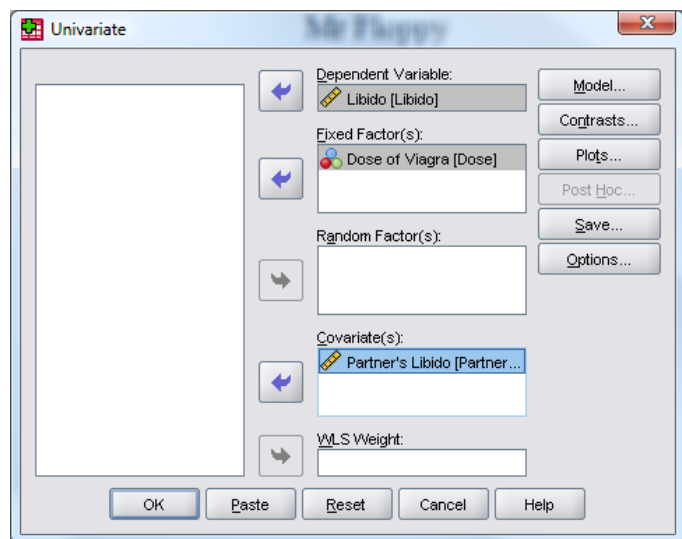 Univariate
Mr Floppy
Dependent Variable:
Libido [Libido]
Fixed Factor(s):
Dose of Viagra [Dose]
Random Factor(s):
Covariate(s):
Partner's Libido [Partner...
WLS Weight:
Model...
Contrasts...
Plots...
Post Hoc...
Save...
Options...
OK
Paste
Reset
Cancel
Help